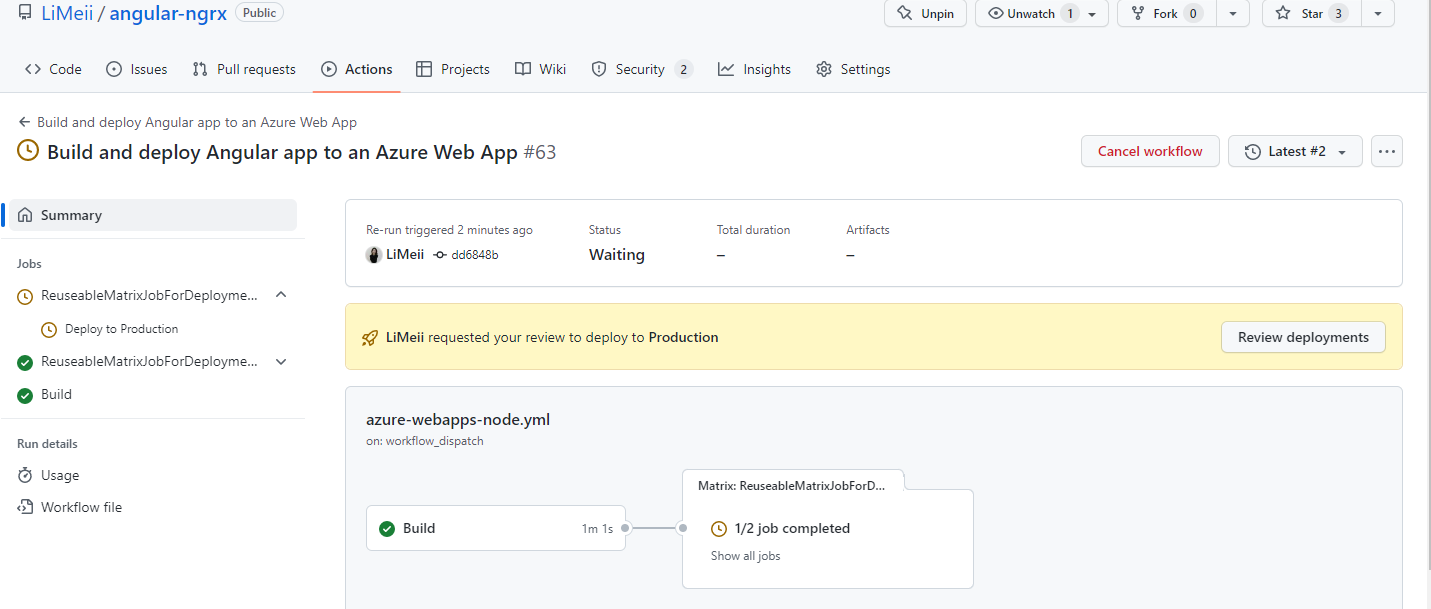 LiMeii / angular-ngrx Public
Unpin
Unwatch 1
Fork 0
Star 3
Code
Issues
Pull requests
Actions
Projects
Wiki
Security 2
Insights
Settings
Build and deploy Angular app to an Azure Web App
Build and deploy Angular app to an Azure Web App #63
Cancel workflow
Latest #2
Summary
Jobs
ReuseableMatrixJobForDeployme...
Deploy to Production
ReuseableMatrixJobForDeployme...
Build
Run details
Usage
Workflow file
Re-run triggered 2 minutes ago
LiMeii dd6848b
Status
Waiting
Total duration
–
Artifacts
–
LiMeii requested your review to deploy to Production
Review deployments
azure-webapps-node.yml
on: workflow_dispatch
Build 1m 1s
Matrix: ReuseableMatrixJobForD...
1/2 job completed
Show all jobs